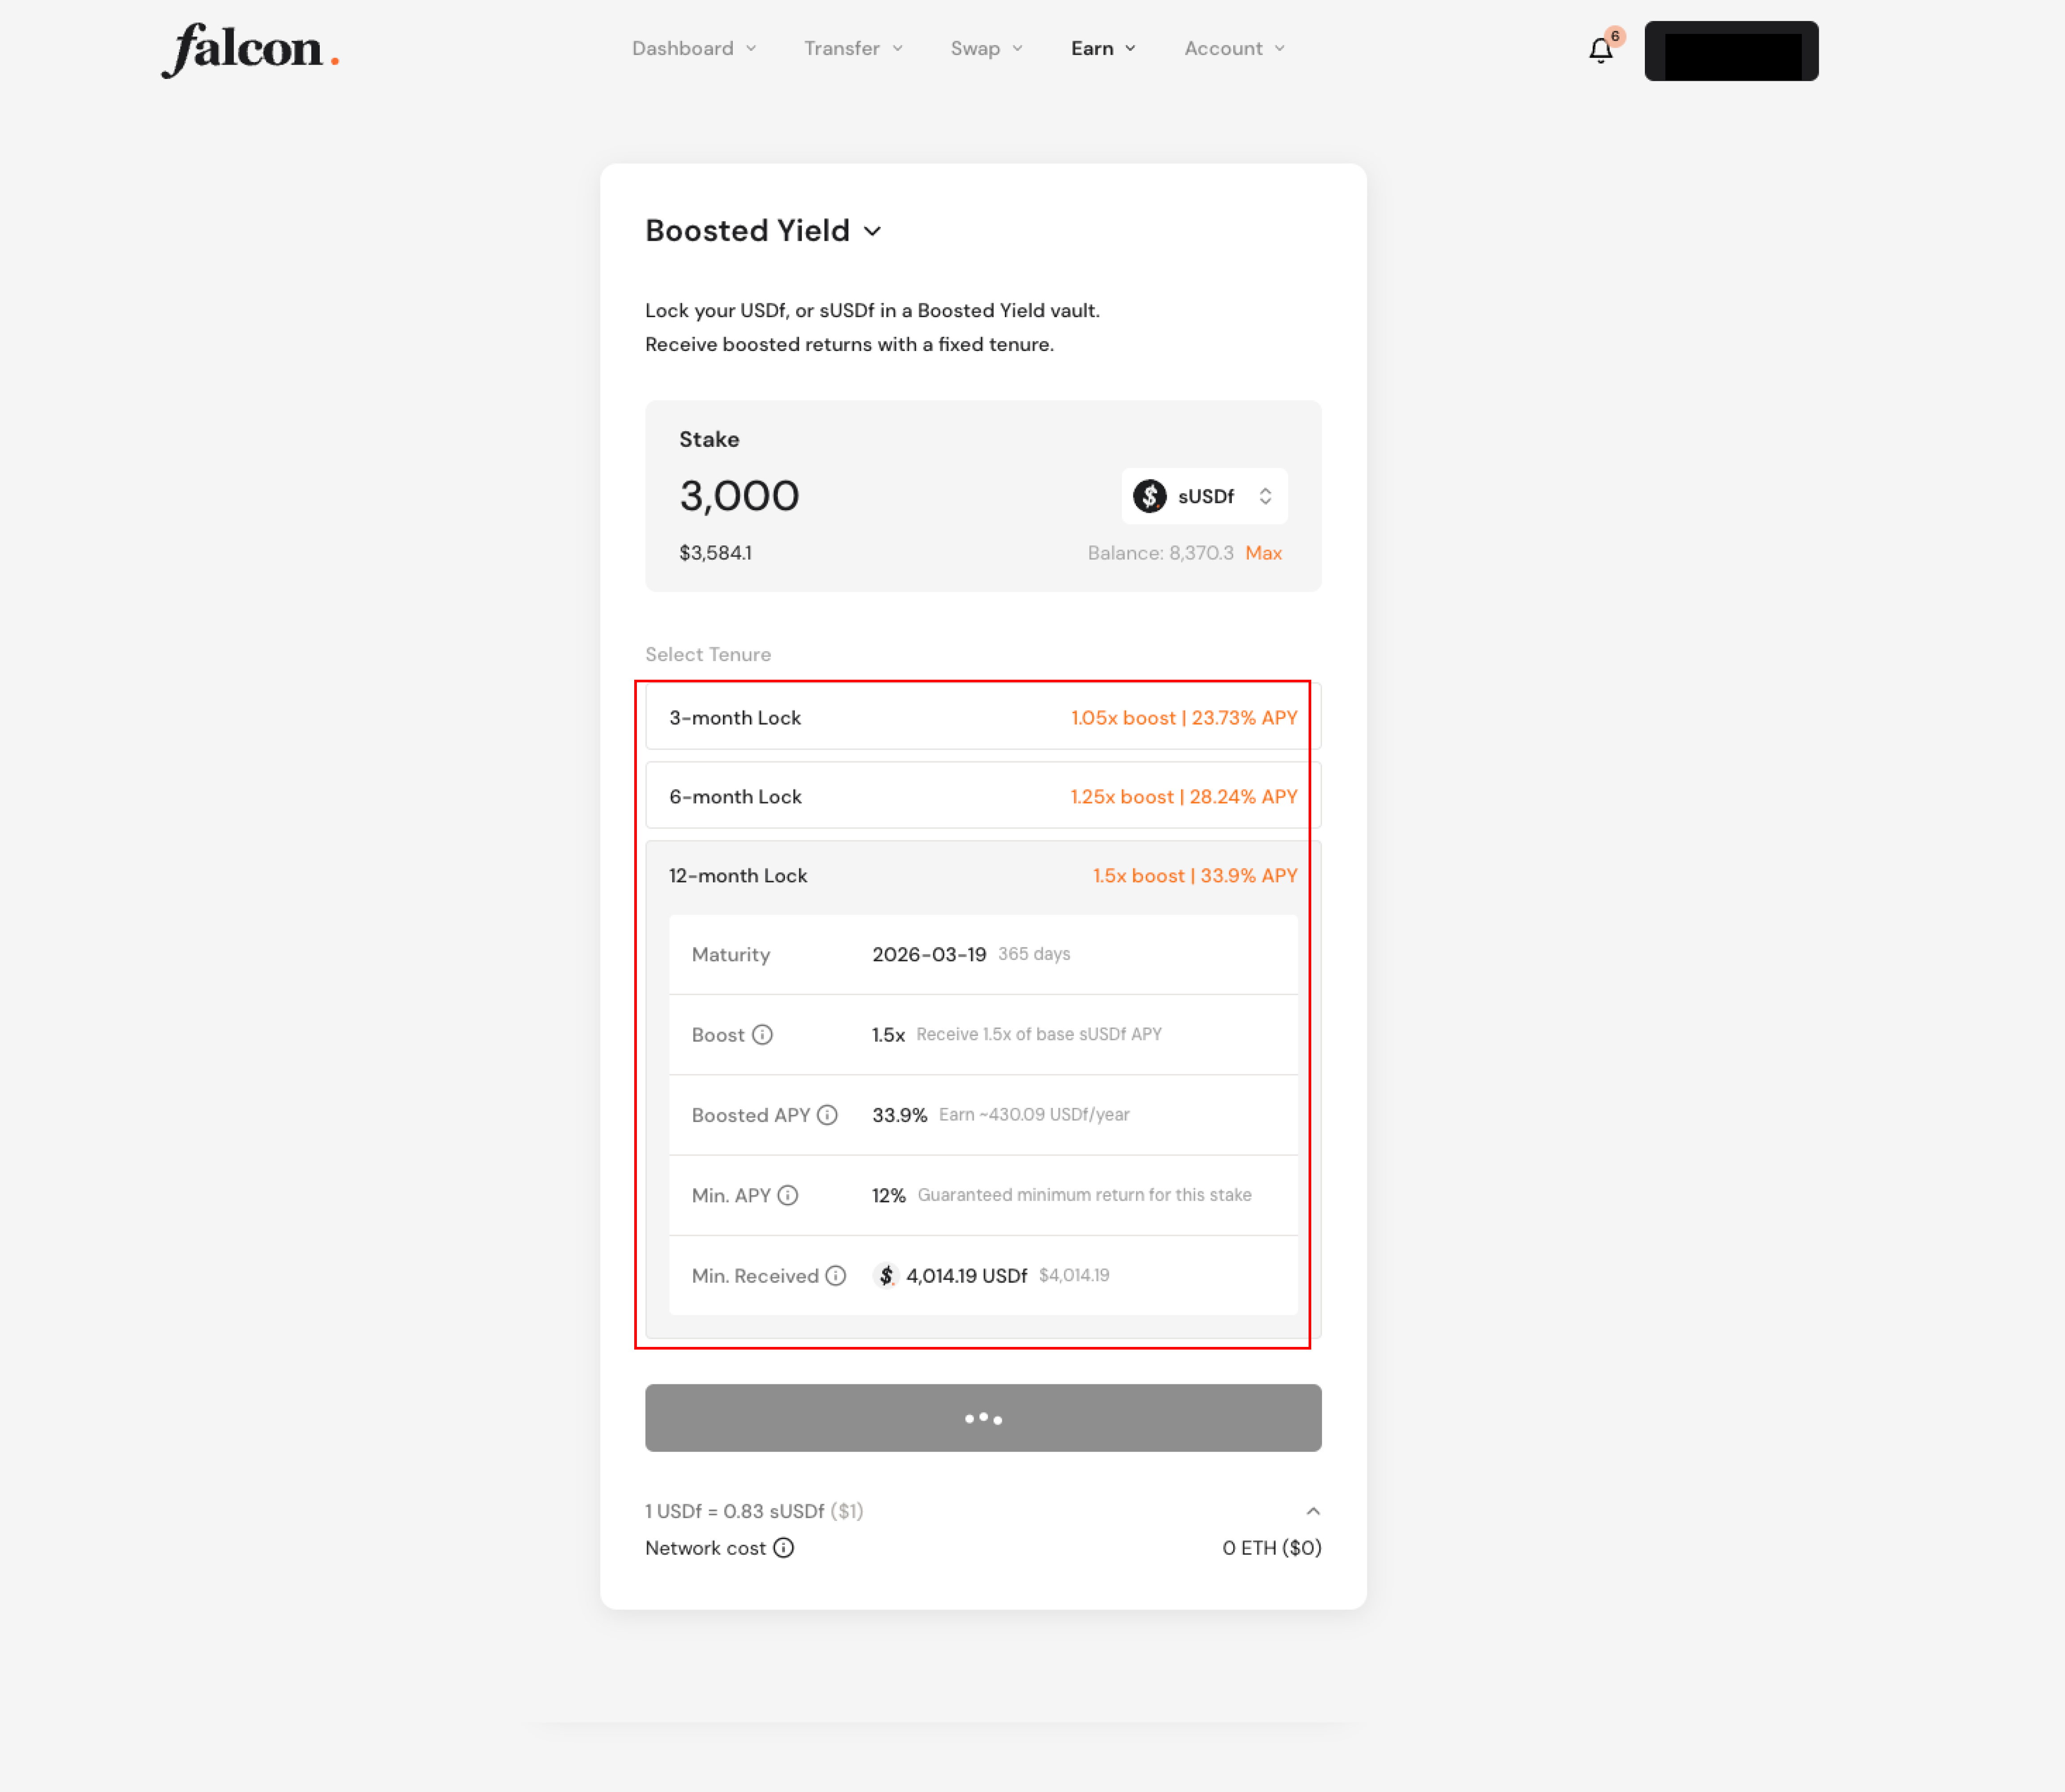 falcon.
Dashboard Transfer Swap Earn Account 6
Boosted Yield
Lock your USDf, or sUSDf in a Boosted Yield vault.
Receive boosted returns with a fixed tenure.
Stake
3,000 $ sUSDf
$3,584.1 Balance: 8,370.3 Max
Select Tenure
3-month Lock 1.05x boost | 23.73% APY
6-month Lock 1.25x boost | 28.24% APY
12-month Lock 1.5x boost | 33.9% APY
Maturity 2026-03-19 365 days
Boost 1.5x Receive 1.5x of base sUSDf APY
Boosted APY 33.9% Earn ~430.09 USDf/year
Min. APY 12% Guaranteed minimum return for this stake
Min. Received $ 4,014.19 USDf $4,014.19
1 USDf = 0.83 sUSDf ($1)
Network cost 0 ETH ($0)